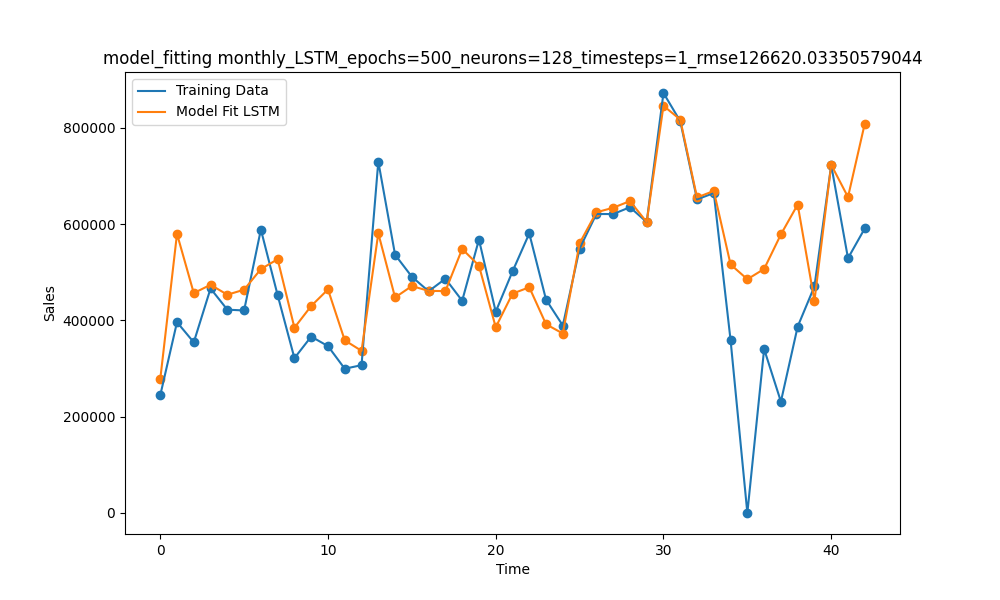 model_fitting monthly_LSTM_epochs=500_neurons=128_timesteps=1_rmse126620.03350579044
Training Data
Model Fit LSTM
800000
600000
400000
200000
0
Sales
0 10 20 30 40
Time